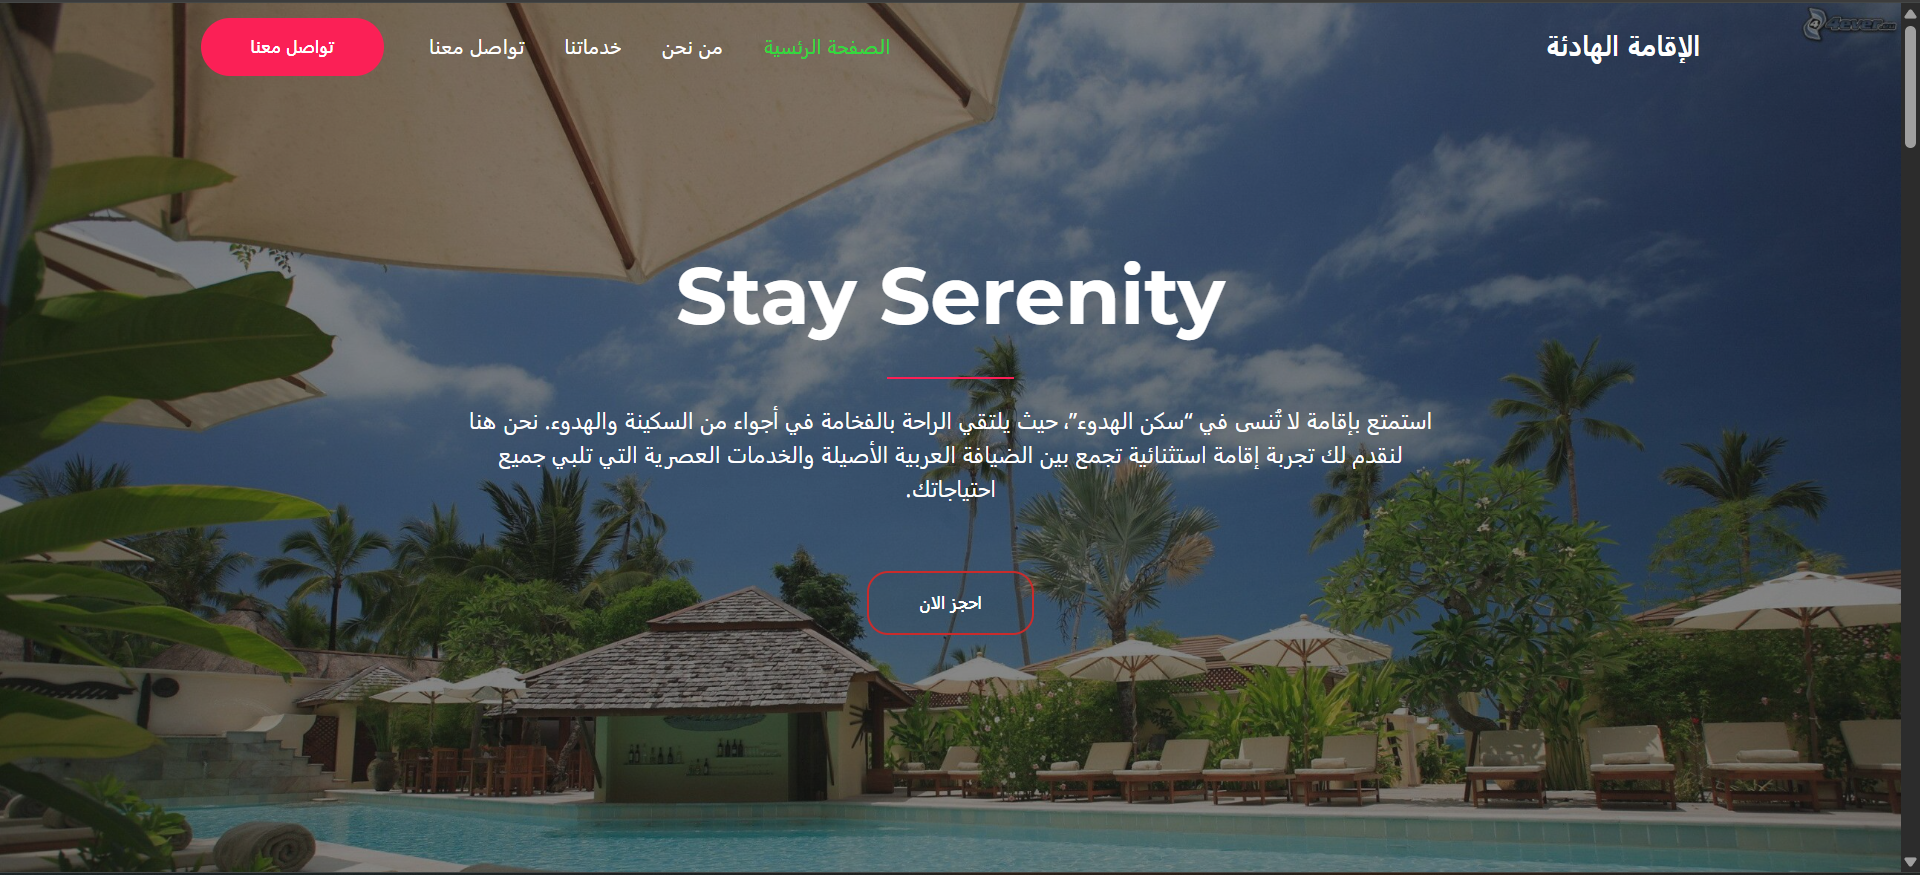 الإقامة الهادئة
الصفحة الرئسية
من نحن
خدماتنا
تواصل معنا
تواصل معنا
Stay Serenity
استمتع بإقامة لا تُنسى في “سكن الهدوء”، حيث يلتقي الراحة بالفخامة في أجواء من السكينة والهدوء. نحن هنا
لنقدم لك تجربة إقامة استثنائية تجمع بين الضيافة العربية الأصيلة والخدمات العصرية التي تلبي جميع
احتياجاتك.
احجز الان